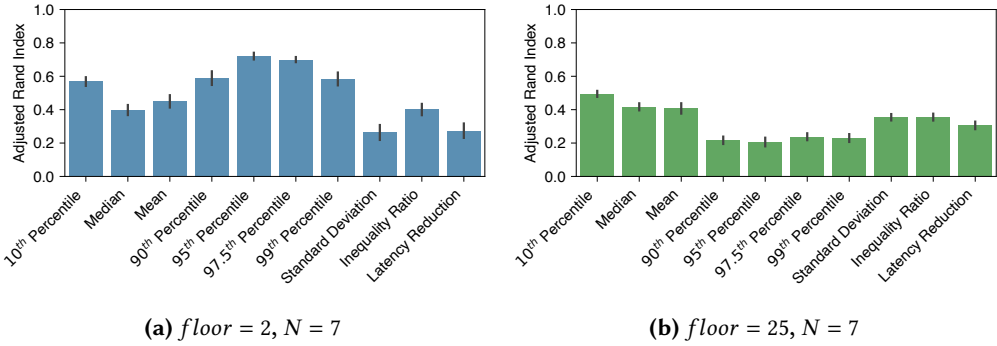 1.0
0.8
0.6
0.4
0.2
0.0
Adjusted Rand Index
10th Percentile
Median
Mean
90th Percentile
95th Percentile
97.5th Percentile
99th Percentile
Standard Deviation
Inequality Ratio
Latency Reduction
(a) floor = 2, N = 7
1.0
0.8
0.6
0.4
0.2
0.0
Adjusted Rand Index
10th Percentile
Median
Mean
90th Percentile
95th Percentile
97.5th Percentile
99th Percentile
Standard Deviation
Inequality Ratio
Latency Reduction
(b) floor = 25, N = 7